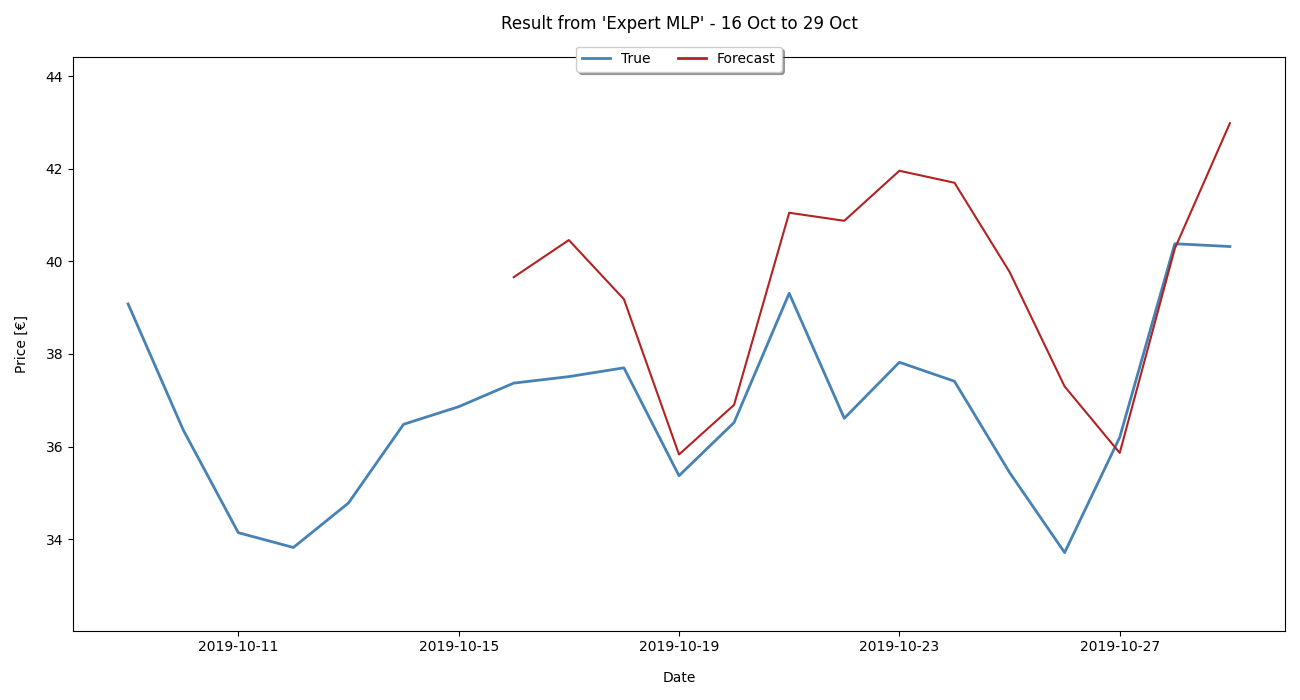 Result from 'Expert MLP' - 16 Oct to 29 Oct
True Forecast
44
42
40
38
36
34
Price [€]
2019-10-11 2019-10-15 2019-10-19 2019-10-23 2019-10-27
Date